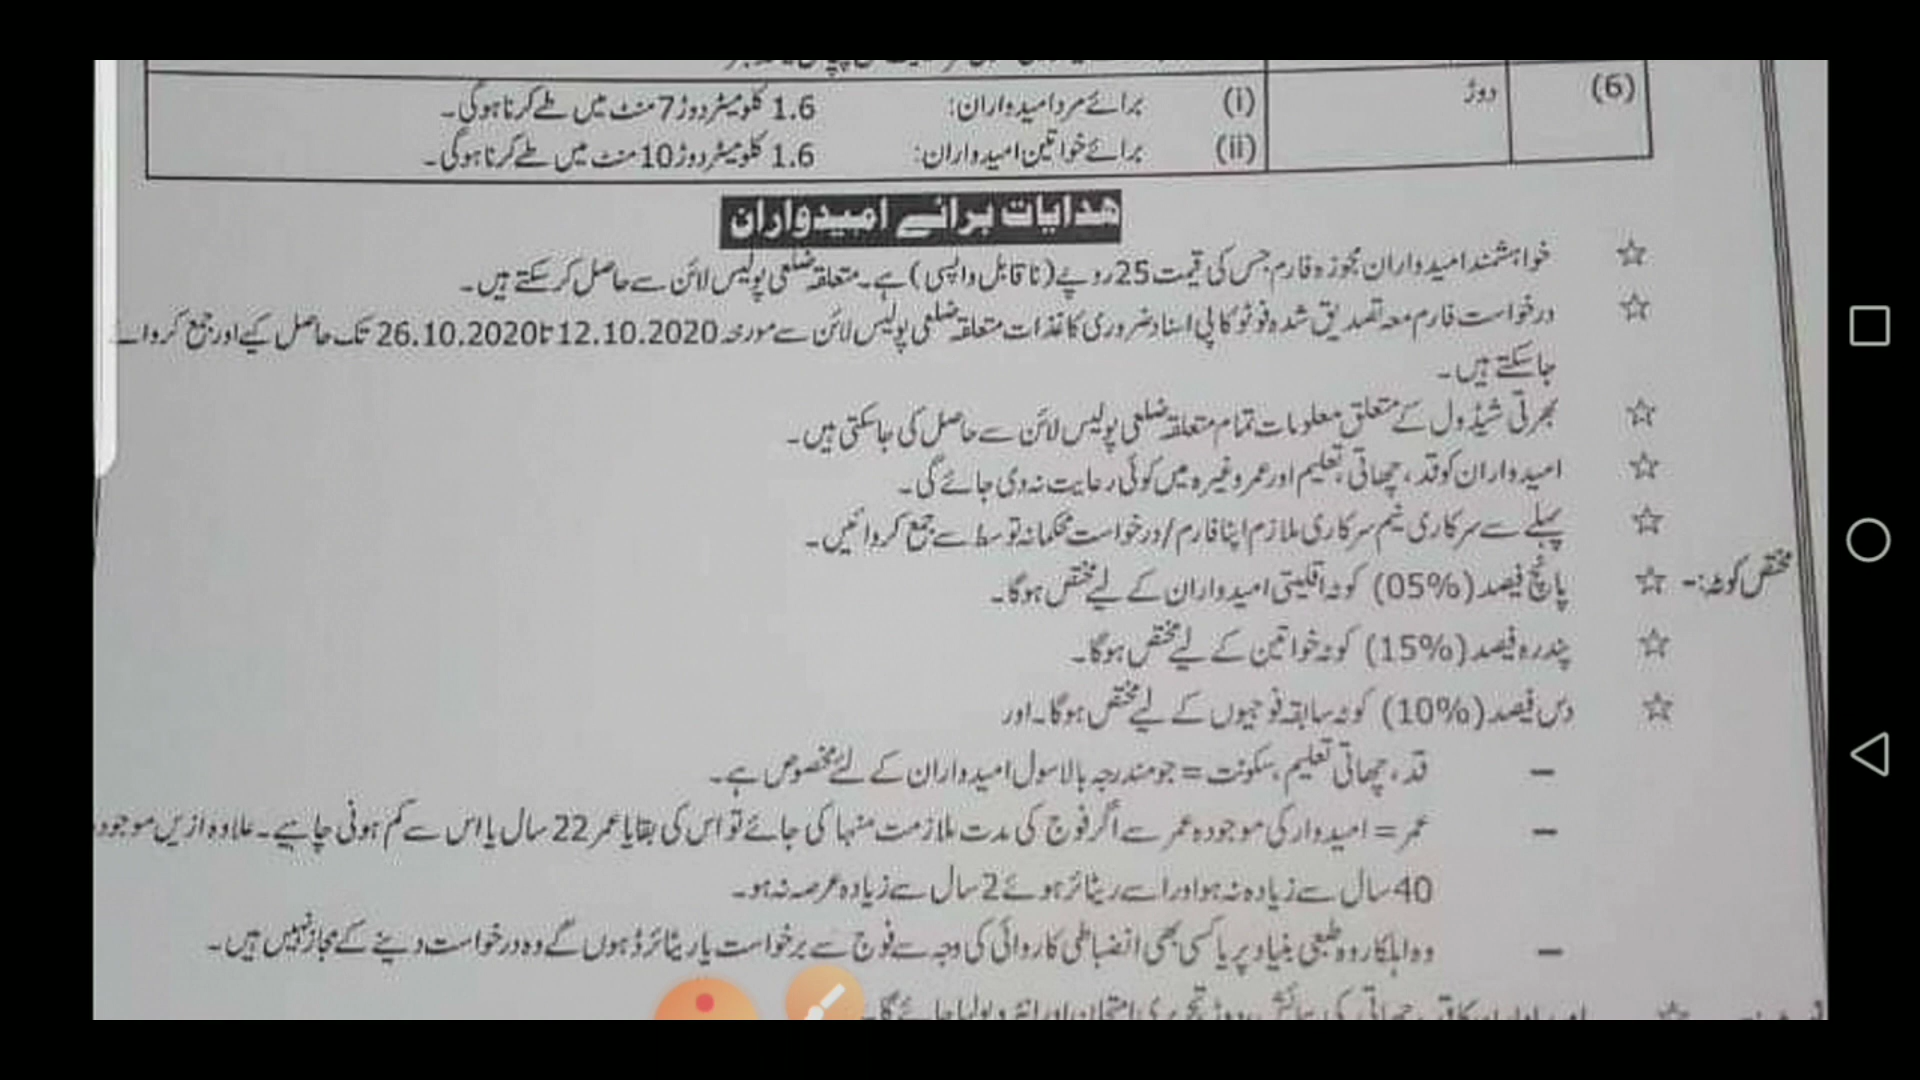 (6) دوڑ (i) برائے مرد امیدواران: 1.6 کلومیٹر دوڑ 7 منٹ میں طے کرنا ہوگی۔
(ii) برائے خواتین امیدواران: 1.6 کلومیٹر دوڑ 10 منٹ میں طے کرنا ہوگی۔
ھدایات برائے امیدواران
☆ خواہشمند امیدواران مجوزہ فارم جس کی قیمت 25 روپے (ناقابل واپسی) ہے۔ متعلقہ ضلعی پولیس لائن سے حاصل کر سکتے ہیں۔
☆ درخواست فارم معہ تصدیق شدہ فوٹو کاپی اسناد ضروری کاغذات متعلقہ ضلعی پولیس لائن سے مورخہ 12.10.2020 تا 26.10.2020 تک حاصل کیے اور جمع کروائے
جا سکتے ہیں۔
☆ بھرتی شیڈول کے متعلق معلومات تمام متعلقہ ضلعی پولیس لائن سے حاصل کی جا سکتی ہیں۔
☆ امیدواران کو قد، چھاتی، تعلیم اور عمر وغیرہ میں کوئی رعایت نہ دی جائے گی۔
☆ پہلے سے سرکاری نیم سرکاری ملازم اپنا فارم/درخواست محکمانہ توسط سے جمع کروائیں۔
مختص کوٹہ:- ☆ پانچ فیصد (05%) کوٹہ اقلیتی امیدواران کے لیے مختص ہوگا۔
☆ پندرہ فیصد (15%) کوٹہ خواتین کے لیے مختص ہوگا۔
☆ دس فیصد (10%) کوٹہ سابقہ فوجیوں کے لیے مختص ہوگا۔ اور
– قد، چھاتی، تعلیم، سکونت = جو مندرجہ بالا سول امیدواران کے لئے مخصوص ہے۔
– عمر = امیدوار کی موجودہ عمر سے اگر فوج کی مدت ملازمت منہا کی جائے تو اس کی بقایا عمر 22 سال یا اس سے کم ہونی چاہیے۔ علاوہ ازیں موجودہ
40 سال سے زیادہ نہ ہو اور اسے ریٹائر ہوئے 2 سال سے زیادہ عرصہ نہ ہو۔
– وہ اہلکار وہ طبعی بنیاد پر یا کسی بھی انضباطی کاروائی کی وجہ سے فوج سے برخواست یا ریٹائرڈ ہوں گے وہ درخواست دینے کے مجاز نہیں ہیں۔